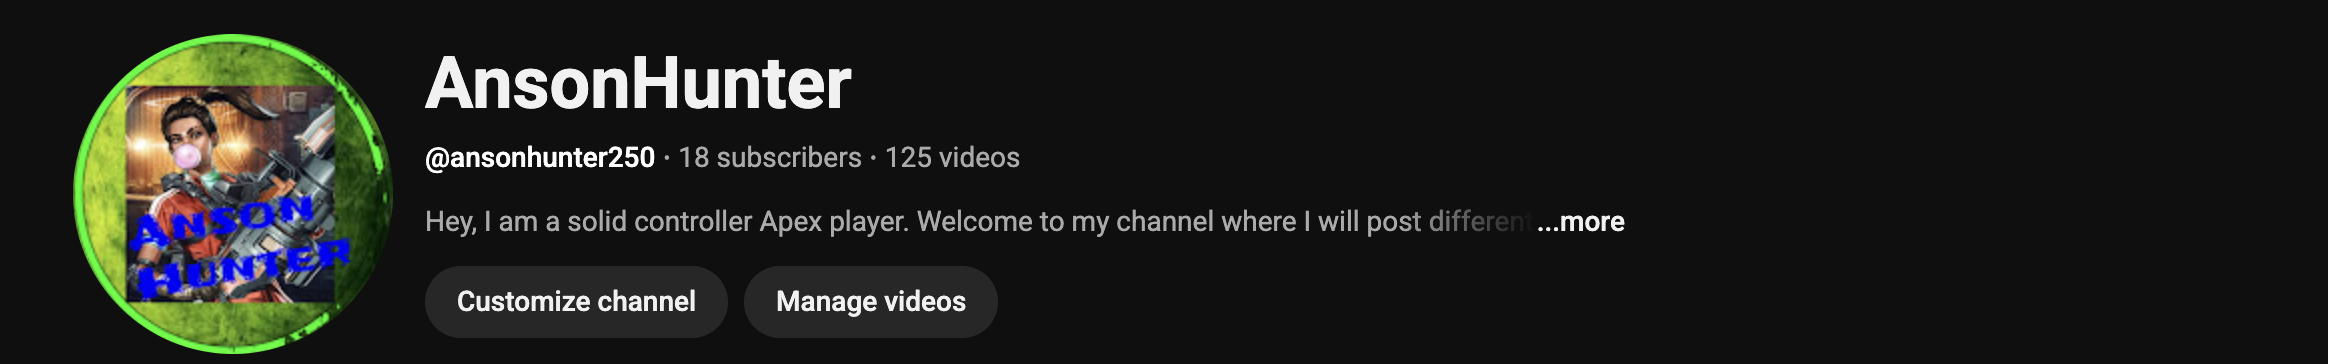 AnsonHunter
@ansonhunter250 · 18 subscribers · 125 videos
Hey, I am a solid controller Apex player. Welcome to my channel where I will post different ...more
Customize channel
Manage videos
ANSON
HUNTER